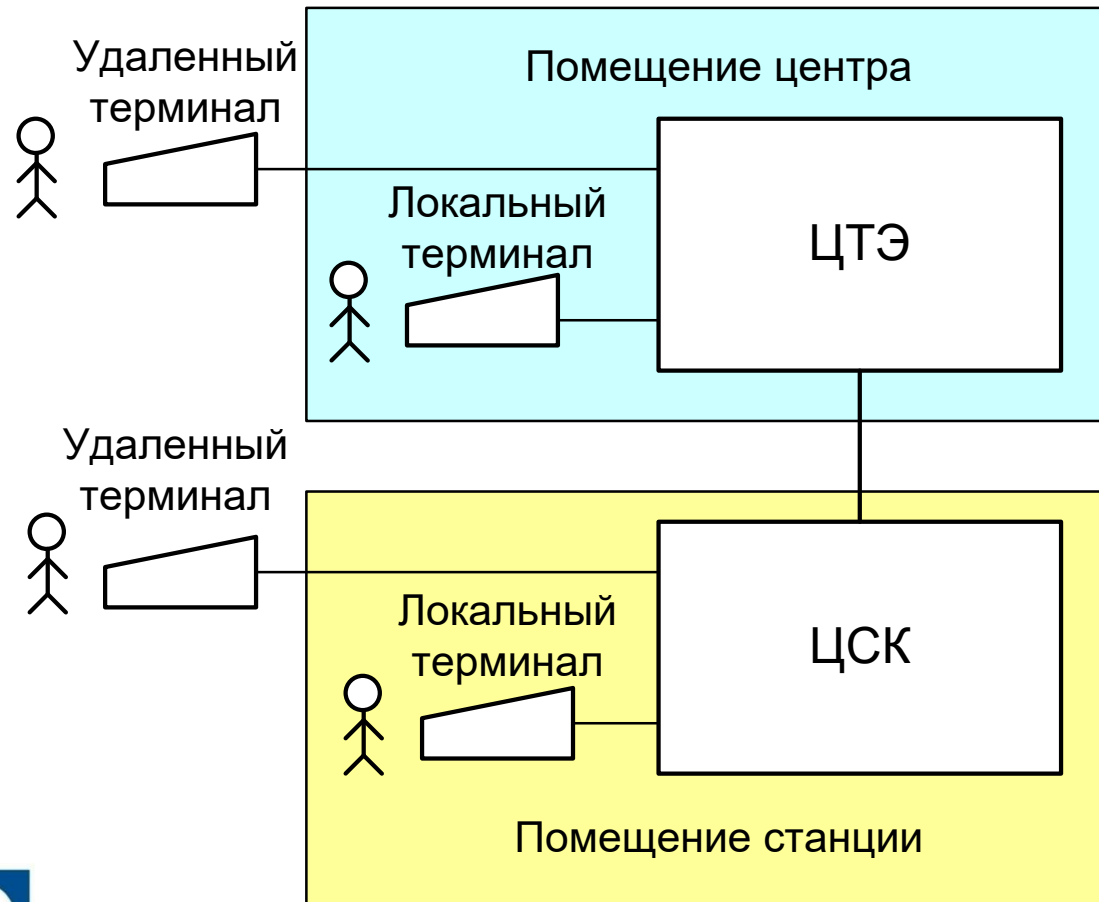 Удаленный
терминал
Помещение центра
Локальный
терминал
ЦТЭ
Удаленный
терминал
Локальный
терминал
ЦСК
Помещение станции